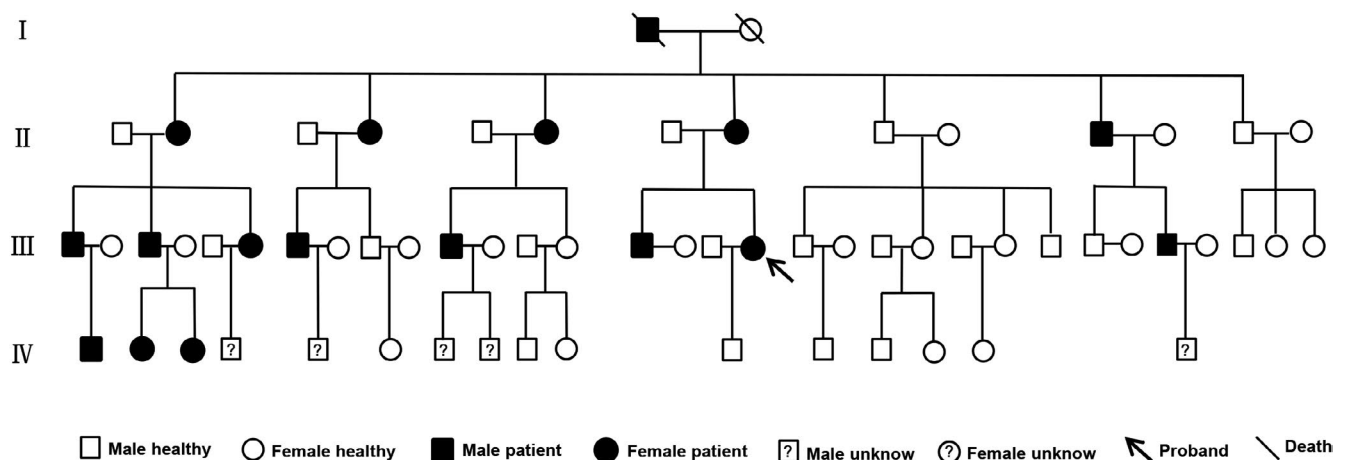 I
II
III
IV
? ? ? ? ?
Male healthy Female healthy Male patient Female patient ? Male unknow ? Female unknow Proband Death